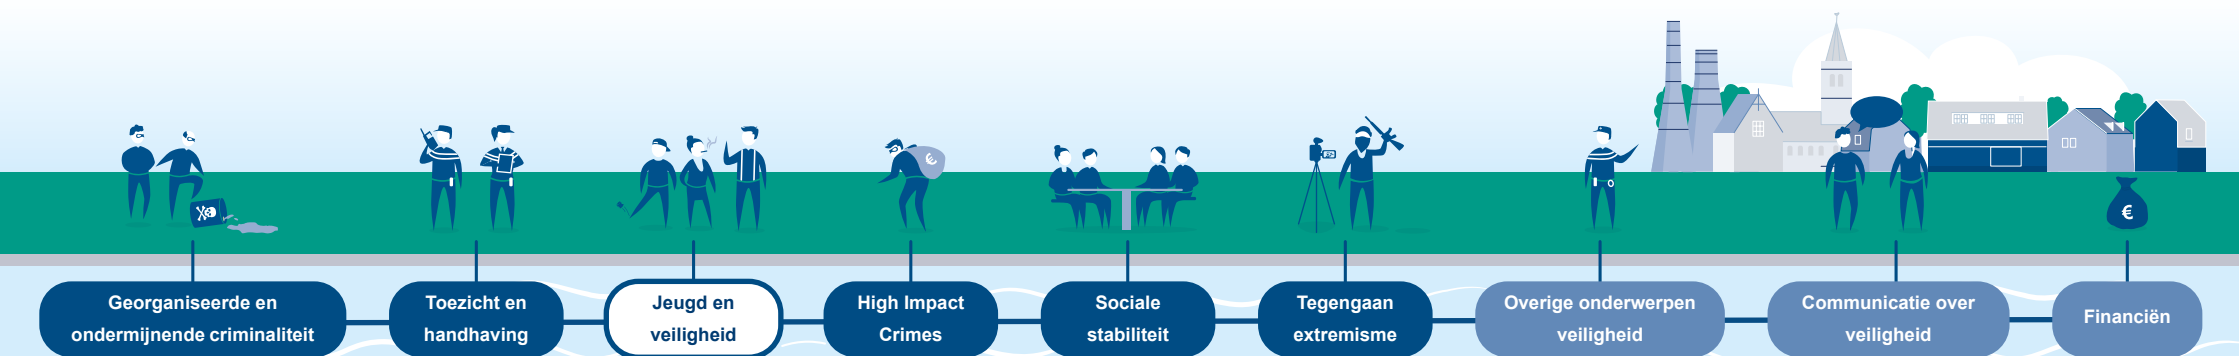 €
€
Georganiseerde en
ondermijnende criminaliteit
Toezicht en
handhaving
Jeugd en
veiligheid
High Impact
Crimes
Sociale
stabiliteit
Tegengaan
extremisme
Overige onderwerpen
veiligheid
Communicatie over
veiligheid
Financiën